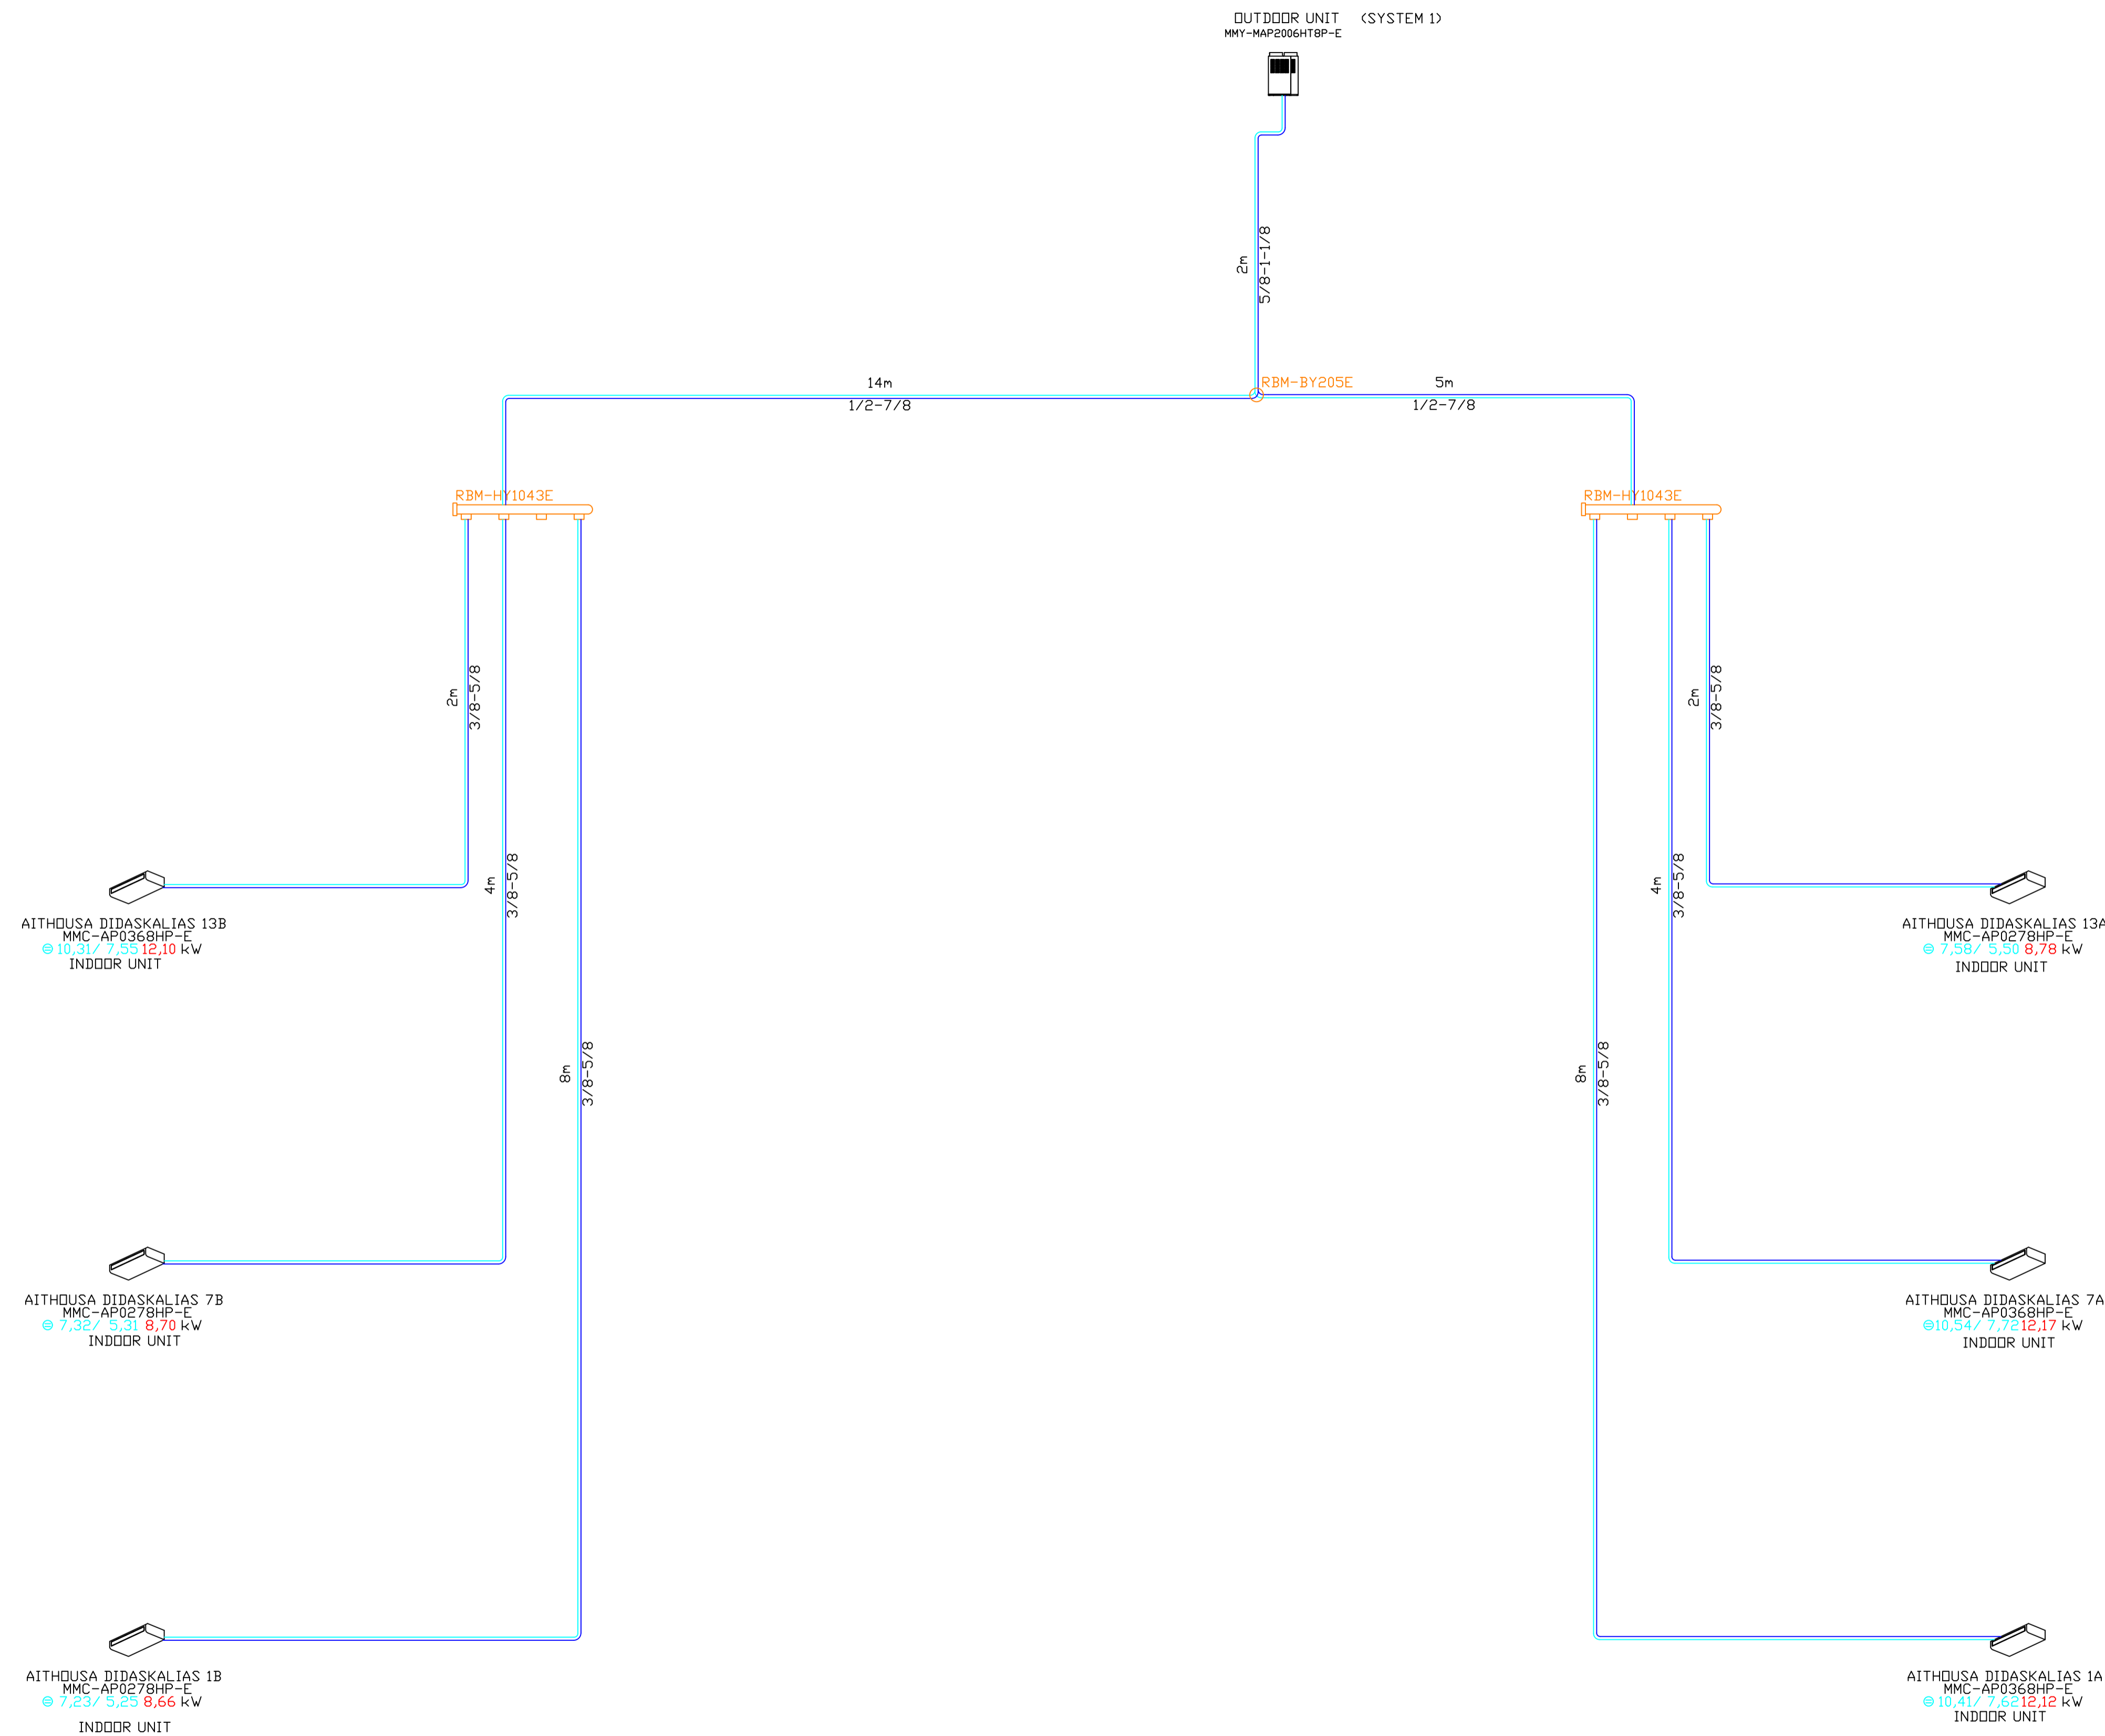 OUTDOOR UNIT (SYSTEM 1)
MMY-MAP2006HT8P-E
2m
5/8-1-1/8
14m
1/2-7/8
RBM-BY205E
5m
1/2-7/8
RBM-HY1043E
RBM-HY1043E
2m
3/8-5/8
4m
3/8-5/8
8m
3/8-5/8
8m
3/8-5/8
4m
3/8-5/8
2m
3/8-5/8
AITHOUSA DIDASKALIAS 13B
MMC-AP0368HP-E
10,31/ 7,55 12,10 kW
INDOOR UNIT
AITHOUSA DIDASKALIAS 13A
MMC-AP0278HP-E
7,58/ 5,50 8,78 kW
INDOOR UNIT
AITHOUSA DIDASKALIAS 7B
MMC-AP0278HP-E
7,32/ 5,31 8,70 kW
INDOOR UNIT
AITHOUSA DIDASKALIAS 7A
MMC-AP0368HP-E
10,54/ 7,72 12,17 kW
INDOOR UNIT
AITHOUSA DIDASKALIAS 1B
MMC-AP0278HP-E
7,23/ 5,25 8,66 kW
INDOOR UNIT
AITHOUSA DIDASKALIAS 1A
MMC-AP0368HP-E
10,41/ 7,62 12,12 kW
INDOOR UNIT